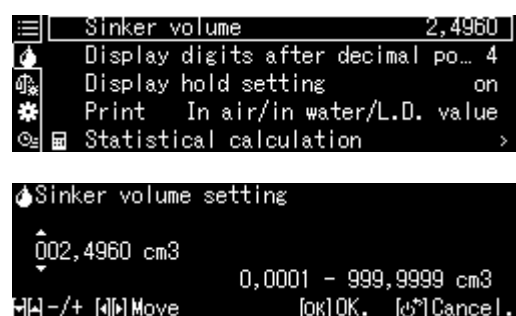 Sinker volume 2,4960
Display digits after decimal po… 4
Display hold setting on
Print In air/in water/L.D. value
Statistical calculation >
Sinker volume setting
002,4960 cm3
0,0001 - 999,9999 cm3
-/+ Move [OK]OK. Cancel.